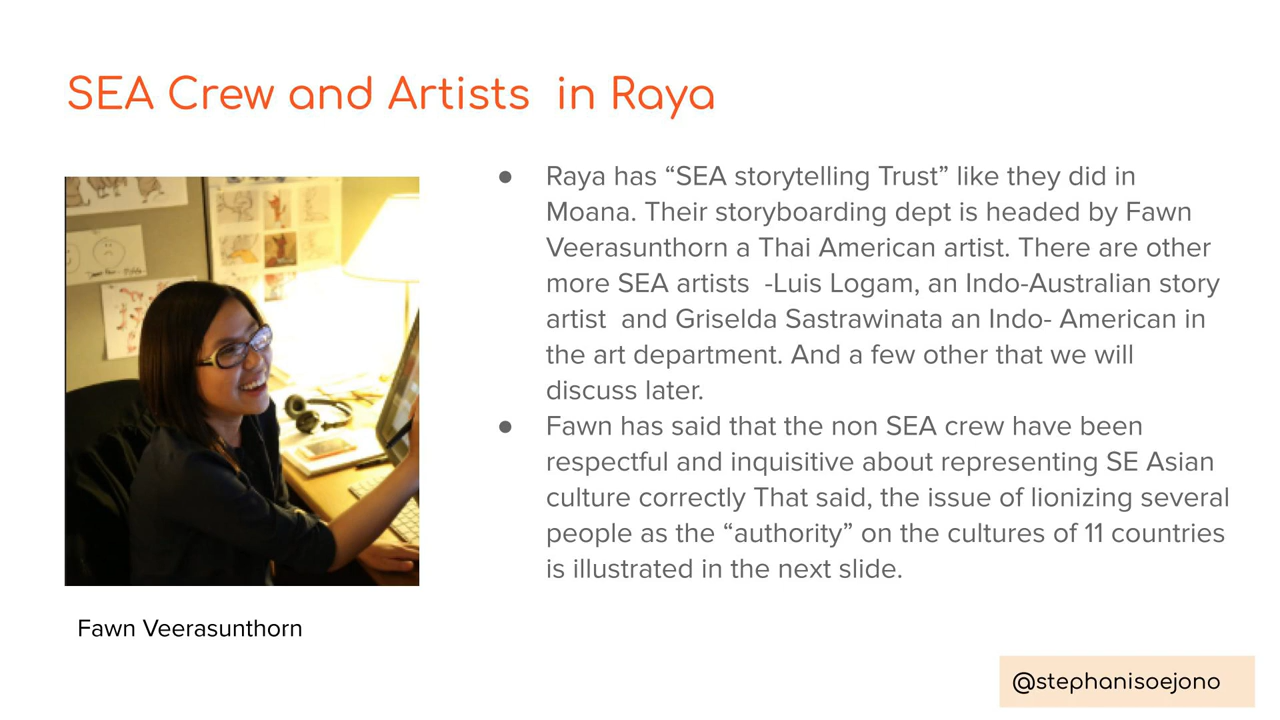 SEA Crew and Artists  in Raya
● Raya has “SEA storytelling Trust” like they did in
Moana. Their storyboarding dept is headed by Fawn
Veerasunthorn a Thai American artist. There are other
more SEA artists  -Luis Logam, an Indo-Australian story
artist  and Griselda Sastrawinata an Indo- American in
the art department. And a few other that we will
discuss later.
● Fawn has said that the non SEA crew have been
respectful and inquisitive about representing SE Asian
culture correctly That said, the issue of lionizing several
people as the “authority” on the cultures of 11 countries
is illustrated in the next slide.
Fawn Veerasunthorn
@stephanisoejono